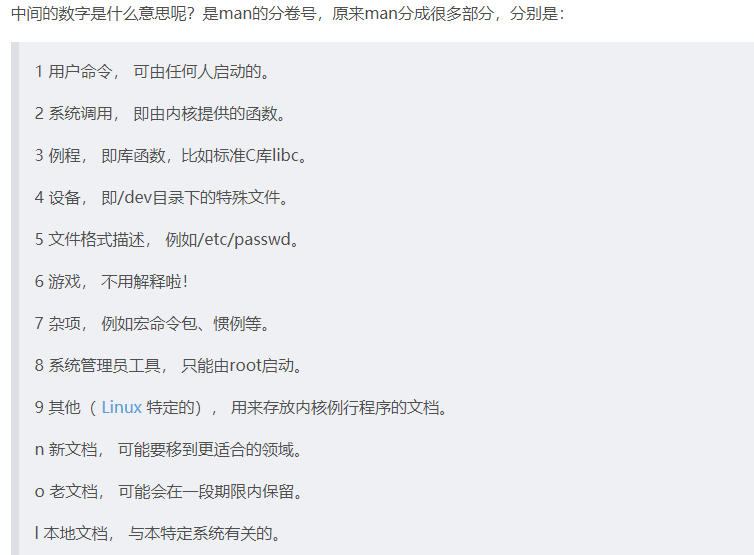 中间的数字是什么意思呢？是man的分卷号，原来man分成很多部分，分别是：
1 用户命令， 可由任何人启动的。
2 系统调用， 即由内核提供的函数。
3 例程， 即库函数，比如标准C库libc。
4 设备， 即/dev目录下的特殊文件。
5 文件格式描述， 例如/etc/passwd。
6 游戏， 不用解释啦！
7 杂项， 例如宏命令包、惯例等。
8 系统管理员工具， 只能由root启动。
9 其他（ Linux 特定的）， 用来存放内核例行程序的文档。
n 新文档， 可能要移到更适合的领域。
o 老文档， 可能会在一段期限内保留。
l 本地文档， 与本特定系统有关的。